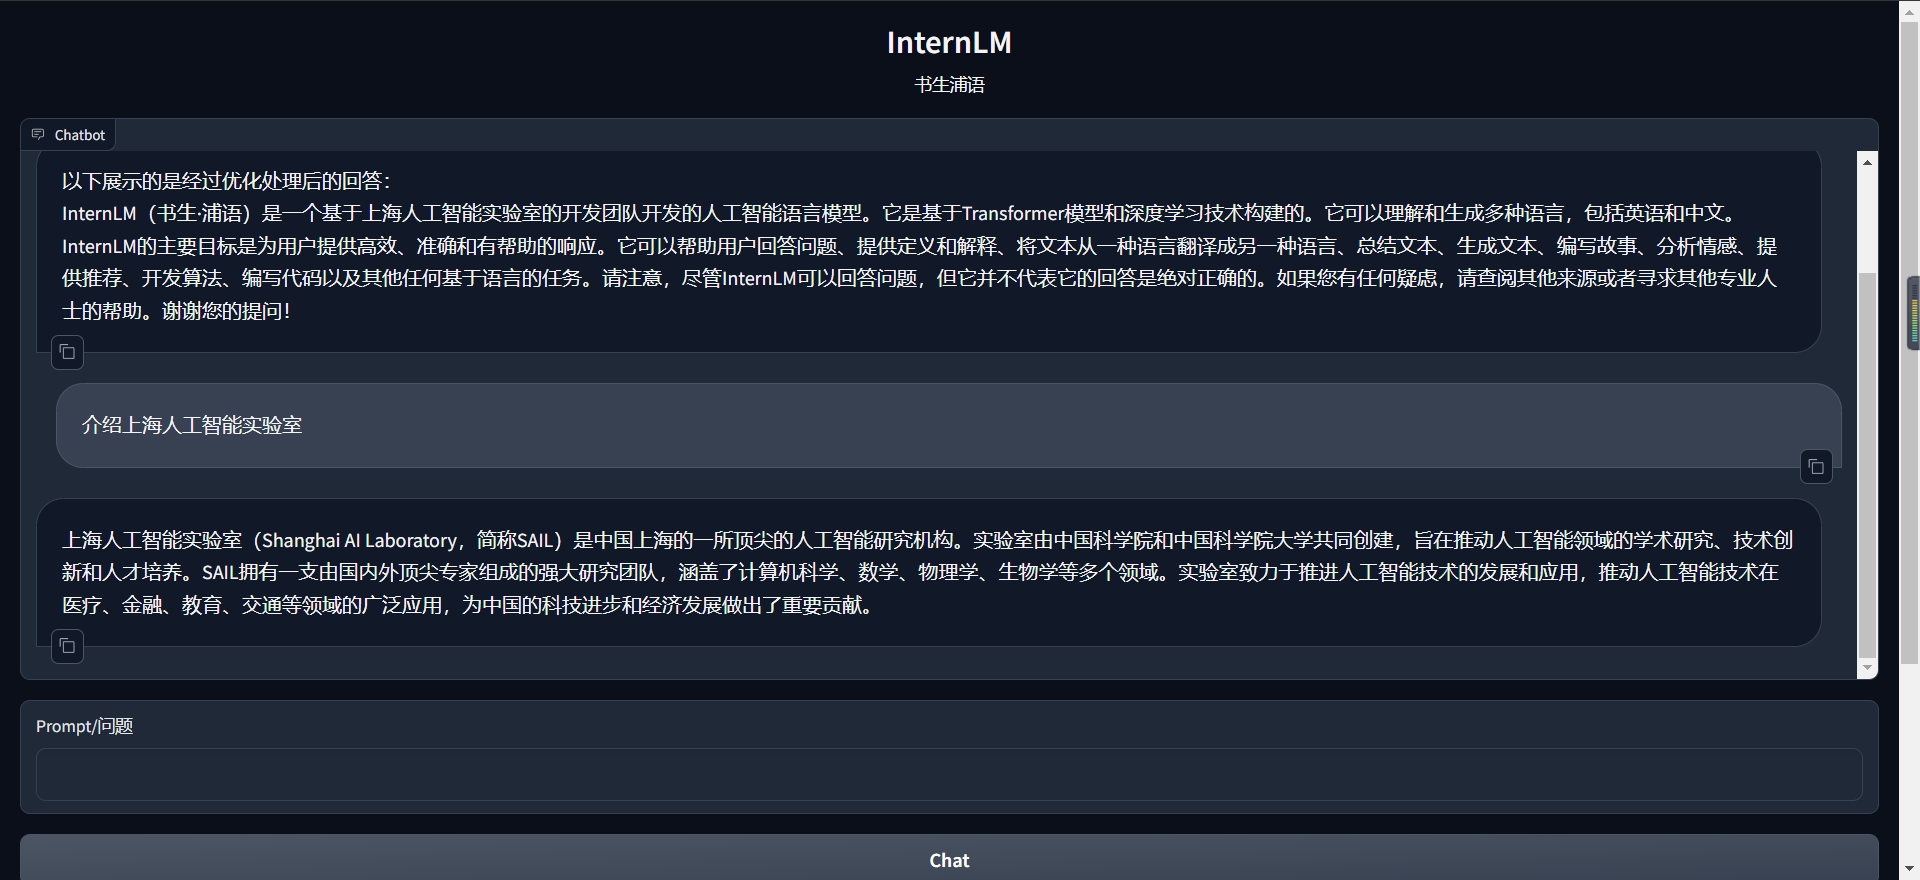 InternLM
书生浦语
Chatbot
以下展示的是经过优化处理后的回答：
InternLM（书生·浦语）是一个基于上海人工智能实验室的开发团队开发的人工智能语言模型。它是基于Transformer模型和深度学习技术构建的。它可以理解和生成多种语言，包括英语和中文。
InternLM的主要目标是为用户提供高效、准确和有帮助的响应。它可以帮助用户回答问题、提供定义和解释、将文本从一种语言翻译成另一种语言、总结文本、生成文本、编写故事、分析情感、提
供推荐、开发算法、编写代码以及其他任何基于语言的任务。请注意，尽管InternLM可以回答问题，但它并不代表它的回答是绝对正确的。如果您有任何疑虑，请查阅其他来源或者寻求其他专业人
士的帮助。谢谢您的提问！
介绍上海人工智能实验室
上海人工智能实验室（Shanghai AI Laboratory，简称SAIL）是中国上海的一所顶尖的人工智能研究机构。实验室由中国科学院和中国科学院大学共同创建，旨在推动人工智能领域的学术研究、技术创
新和人才培养。SAIL拥有一支由国内外顶尖专家组成的强大研究团队，涵盖了计算机科学、数学、物理学、生物学等多个领域。实验室致力于推进人工智能技术的发展和应用，推动人工智能技术在
医疗、金融、教育、交通等领域的广泛应用，为中国的科技进步和经济发展做出了重要贡献。
Prompt/问题
Chat